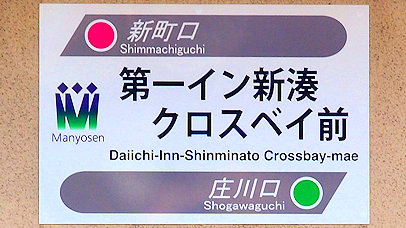 新町口
Shimmachiguchi
第一イン新湊
クロスベイ前
Manyosen
Daiichi-Inn-Shinminato Crossbay-mae
庄川口
Shogawaguchi